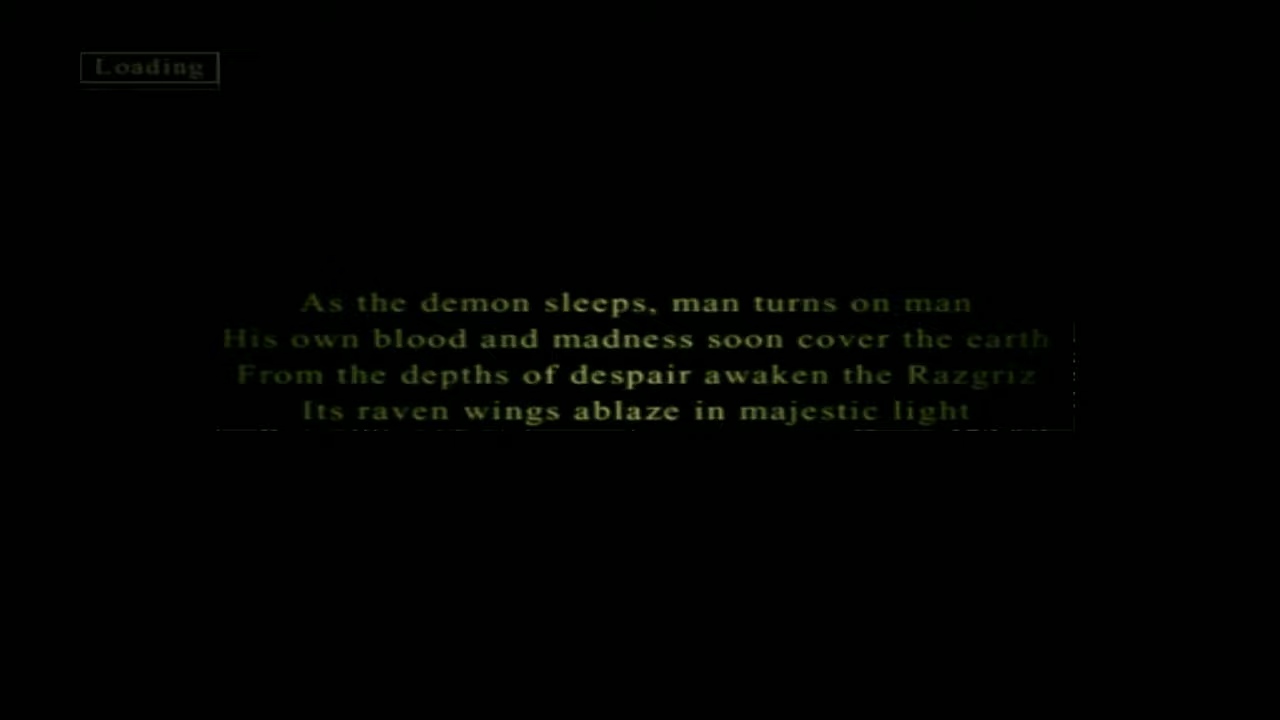 Loading
As the demon sleeps, man turns on man
His own blood and madness soon cover the earth
From the depths of despair awaken the Razgriz
Its raven wings ablaze in majestic light